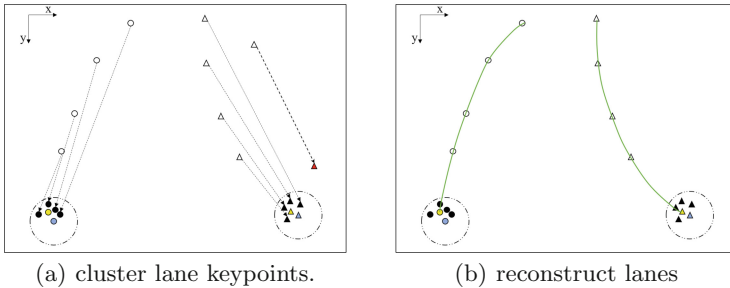 x
y
x
y
(a) cluster lane keypoints.
(b) reconstruct lanes